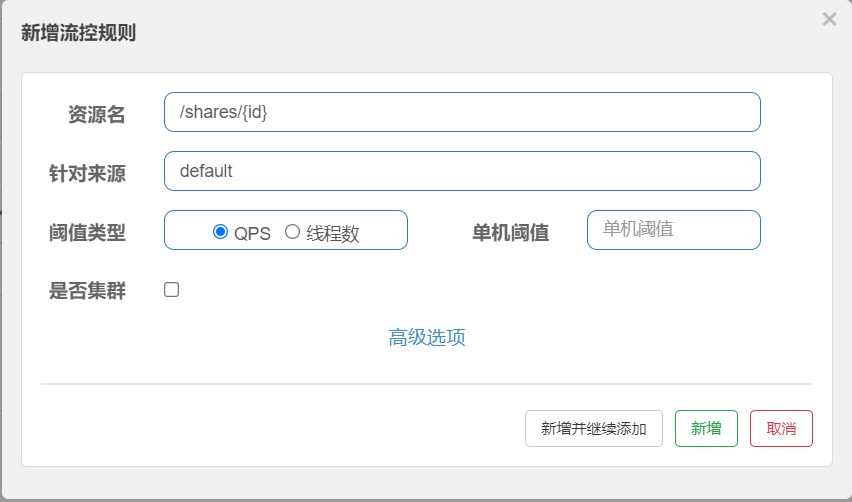 新增流控规则
×
资源名 /shares/{id}
针对来源 default
阈值类型 QPS 线程数 单机阈值 单机阈值
是否集群
高级选项
新增并继续添加 新增 取消